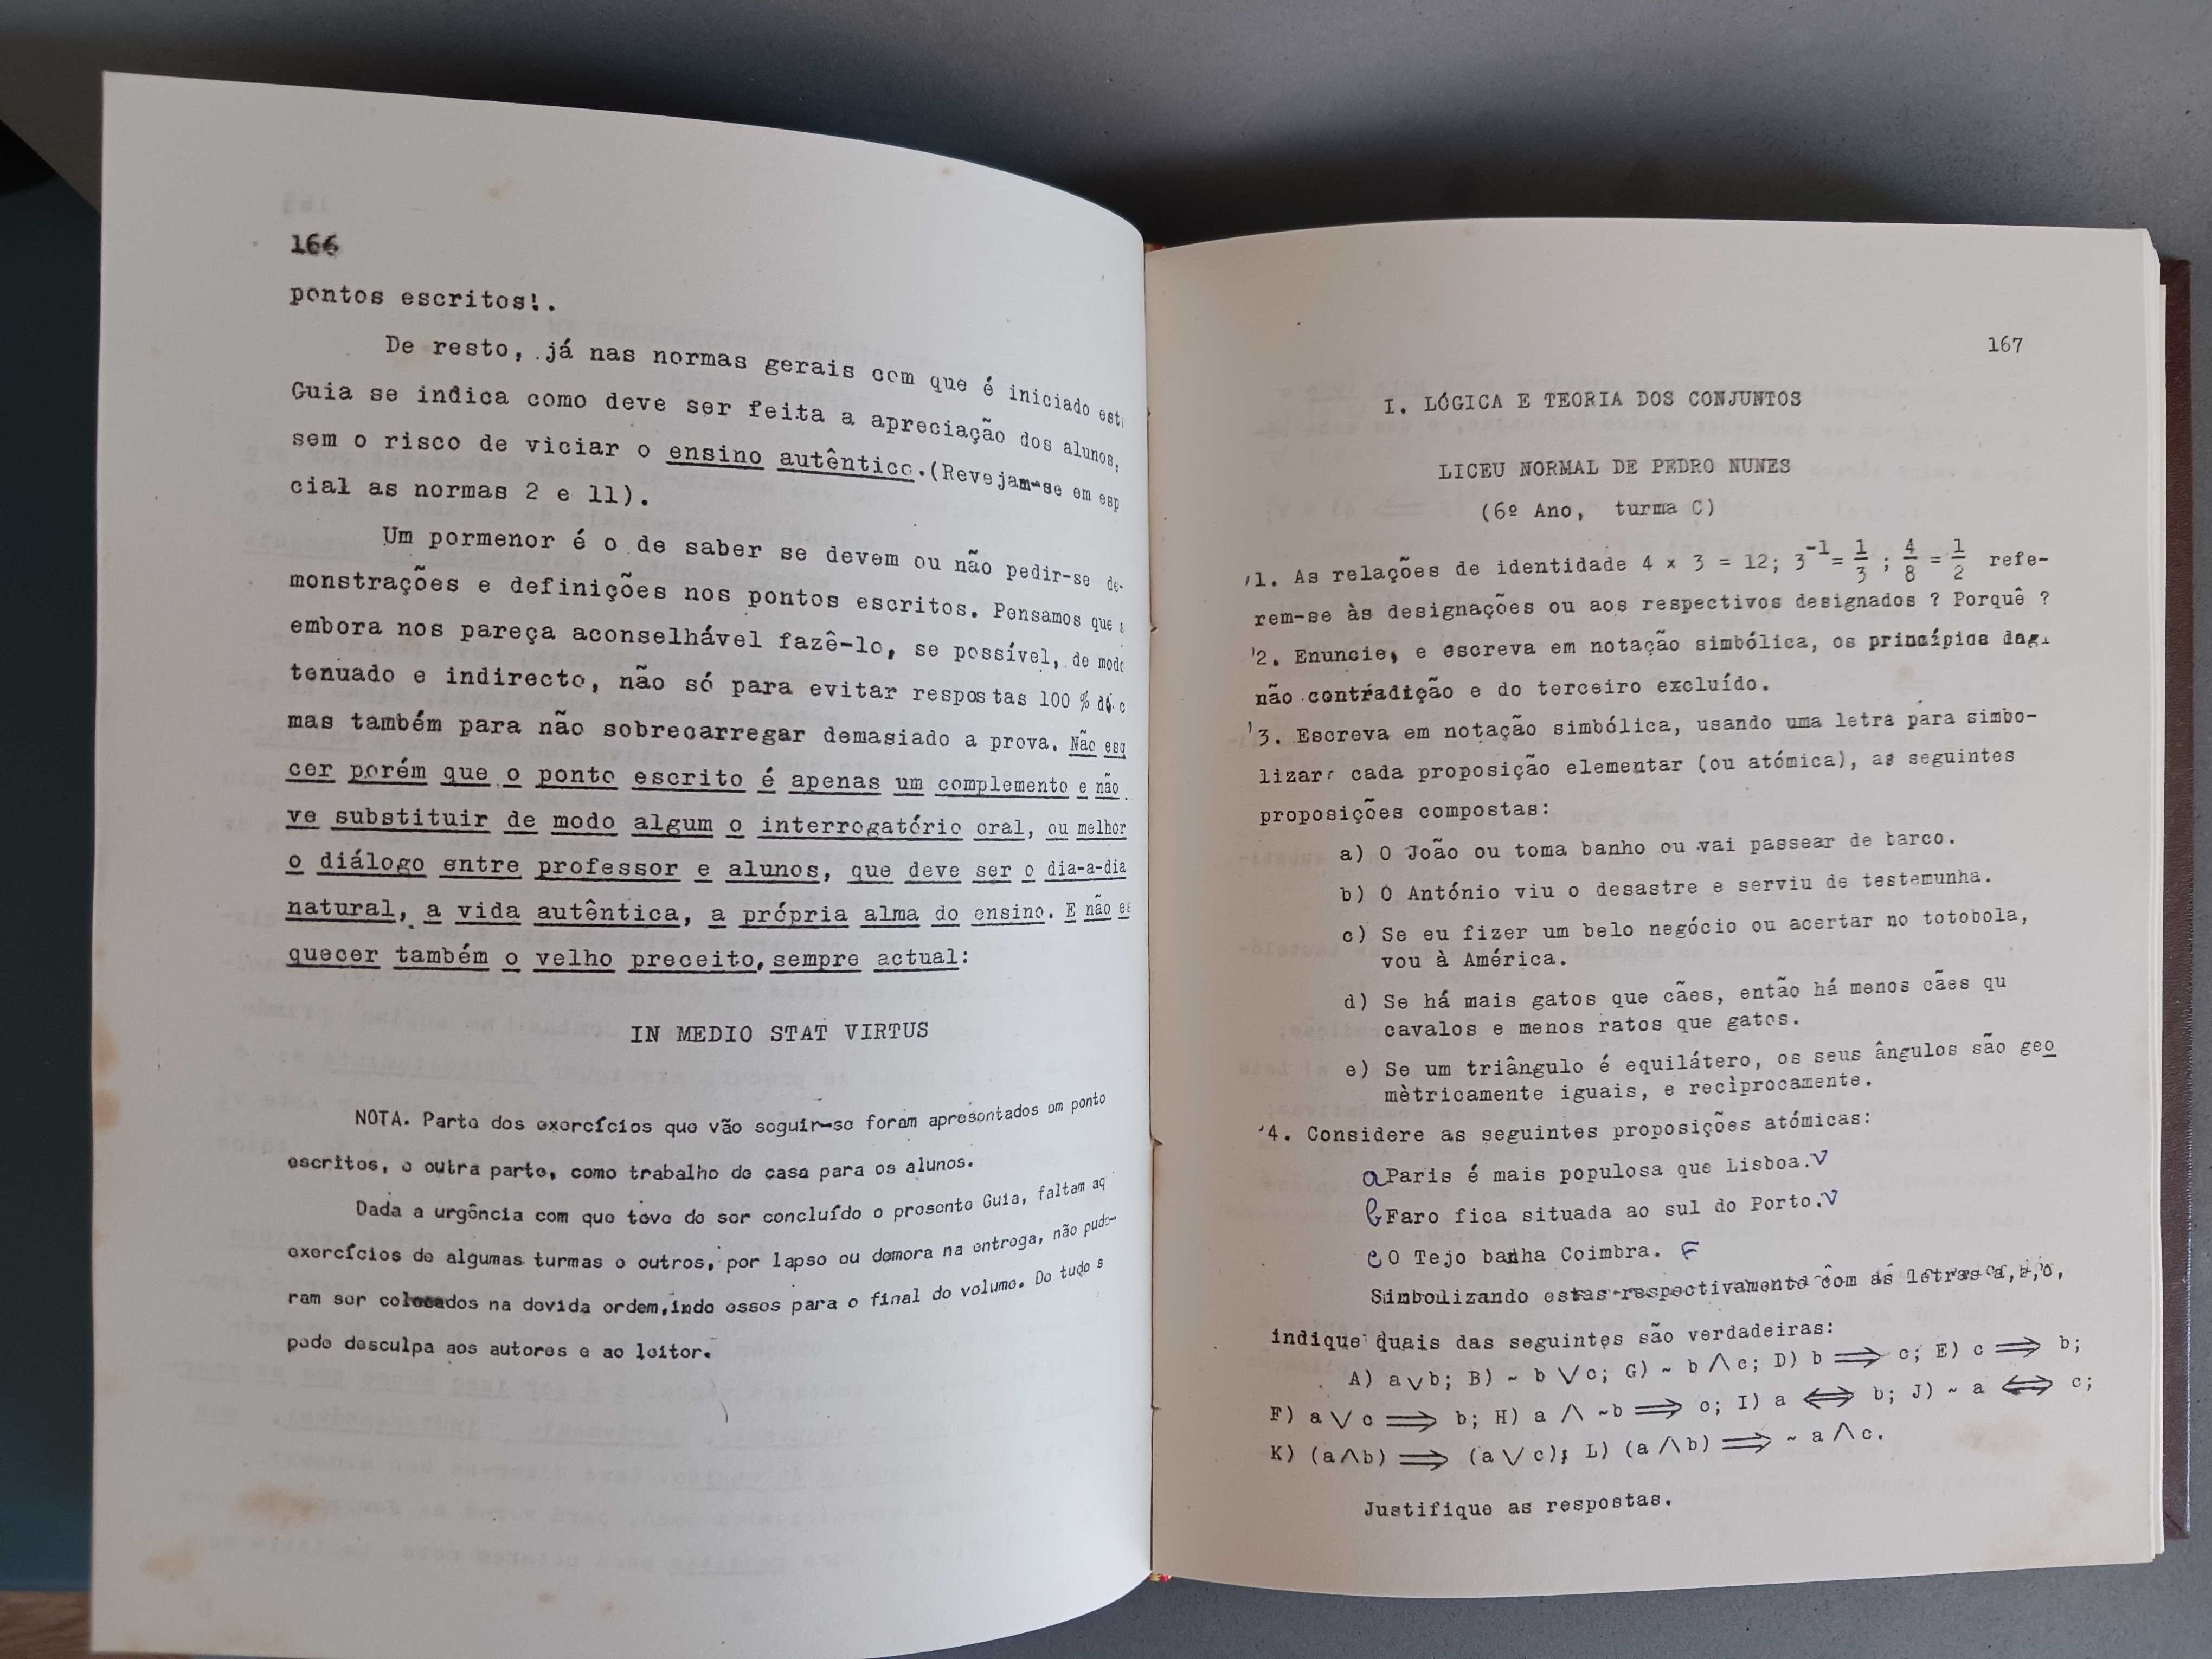 166
pontos escritos!.
De resto, já nas normas gerais com que é iniciado est
Guia se indica como deve ser feita a apreciação dos alunos,
sem o risco de viciar o ensino autêntico.(Revejam-se em esp
cial as normas 2 e 11).
Um pormenor é o de saber se devem ou não pedir-se de-
monstrações e definições nos pontos escritos. Pensamos que
embora nos pareça aconselhável fazê-lo, se possível, de modo
tenuado e indirecto, não só para evitar respostas 100 % de c
mas também para não sobrecarregar demasiado a prova. Não esq
cer porém que o ponto escrito é apenas um complemento e não
ve substituir de modo algum o interrogatório oral, ou melhor
o diálogo entre professor e alunos, que deve ser o dia-a-dia
natural, a vida autêntica, a própria alma do ensino. E não es
quecer também o velho preceito, sempre actual:
IN MEDIO STAT VIRTUS
NOTA. Parte dos exercícios que vão seguir-se foram apresentados em ponto
escritos, e outra parte, como trabalho de casa para os alunos.
Dada a urgência com que teve de ser concluído o presente Guia, faltam aq
exercícios de algumas turmas e outros, por lapso ou demora na entrega, não pude-
ram ser colocados na devida ordem, indo esses para o final do volume. De tudo s
pede desculpa aos autores e ao leitor.
167
I. LÓGICA E TEORIA DOS CONJUNTOS
LICEU NORMAL DE PEDRO NUNES
(6º Ano, turma C)
1. As relações de identidade 4 x 3 = 12; 3⁻¹ = 1/3 ; 4/8 = 1/2 refe-
rem-se às designações ou aos respectivos designados ? Porquê ?
2. Enuncie, e escreva em notação simbólica, os princípios da
não contradição e do terceiro excluído.
3. Escreva em notação simbólica, usando uma letra para simbo-
lizar cada proposição elementar (ou atómica), as seguintes
proposições compostas:
a) O João ou toma banho ou vai passear de barco.
b) O António viu o desastre e serviu de testemunha.
c) Se eu fizer um belo negócio ou acertar no totobola,
vou à América.
d) Se há mais gatos que cães, então há menos cães qu
cavalos e menos ratos que gatos.
e) Se um triângulo é equilátero, os seus ângulos são geo
mètricamente iguais, e recìprocamente.
4. Considere as seguintes proposições atómicas:
a Paris é mais populosa que Lisboa. V
b Faro fica situada ao sul do Porto. V
c O Tejo banha Coimbra. F
Simbolizando estas respectivamente com as letras a, b, c,
indique quais das seguintes são verdadeiras:
A) a∨b; B) ~ b ∨ c; G) ~ b ∧ c; D) b ⟹ c; E) c ⟹ b;
F) a ∨ c ⟹ b; H) a ∧ ~b ⟹ c; I) a ⟺ b; J) ~ a ⟺ c;
K) (a∧b) ⟹ (a ∨ c); L) (a ∧ b) ⟹ ~ a ∧ c.
Justifique as respostas.